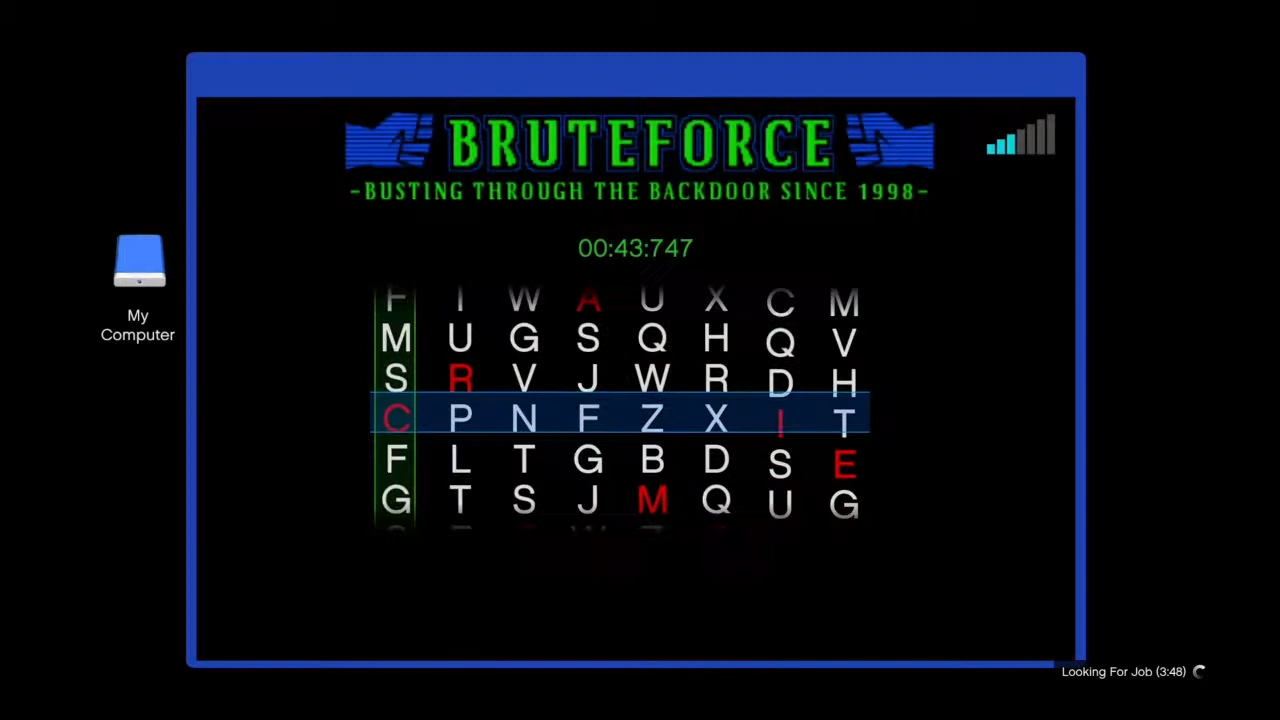 BRUTEFORCE
-BUSTING THROUGH THE BACKDOOR SINCE 1998-
00:43:747
My
Computer
F I W A U X C M
M U G S Q H Q V
S R V J W R D H
C P N F Z X I T
F L T G B D S E
G T S J M Q U G
Looking For Job (3:48)